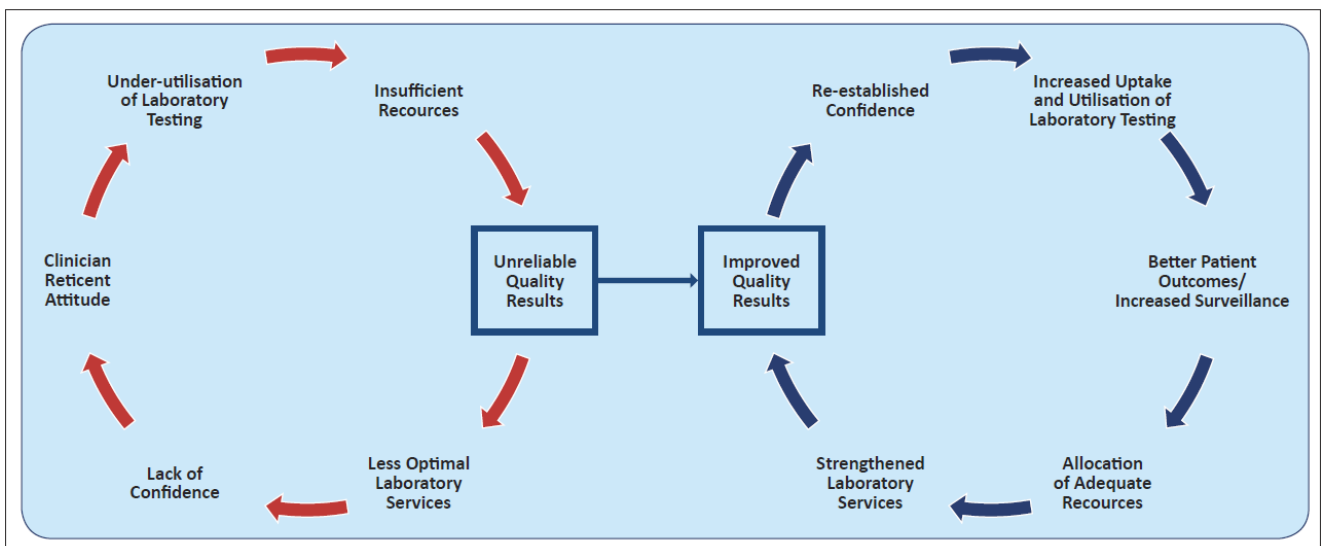 Under-utilisation
of Laboratory
Testing
Insufficient
Recources
Unreliable
Quality
Results
Less Optimal
Laboratory
Services
Lack of
Confidence
Clinician
Reticent
Attitude
Improved
Quality
Results
Re-established
Confidence
Increased Uptake
and Utilisation of
Laboratory Testing
Better Patient
Outcomes/
Increased Surveillance
Allocation
of Adequate
Recources
Strengthened
Laboratory
Services